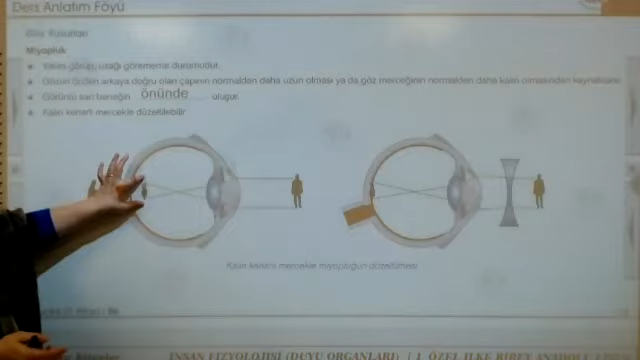 Ders Anlatım Föyü
Göz Kusurları
Miyopluk
Yakını görüp, uzağı görememe durumudur.
Gözün önden arkaya doğru olan çapının normalden daha uzun olması ya da göz merceğinin normalden daha kalın olmasından kaynaklanır.
Görüntü sarı beneğin önünde oluşur.
Kalın kenarlı mercekle düzeltilebilir.
Kalın kenarlı mercekle miyopluğun düzeltilmesi
İNSAN FİZYOLOJİSİ (DUYU ORGANLARI)